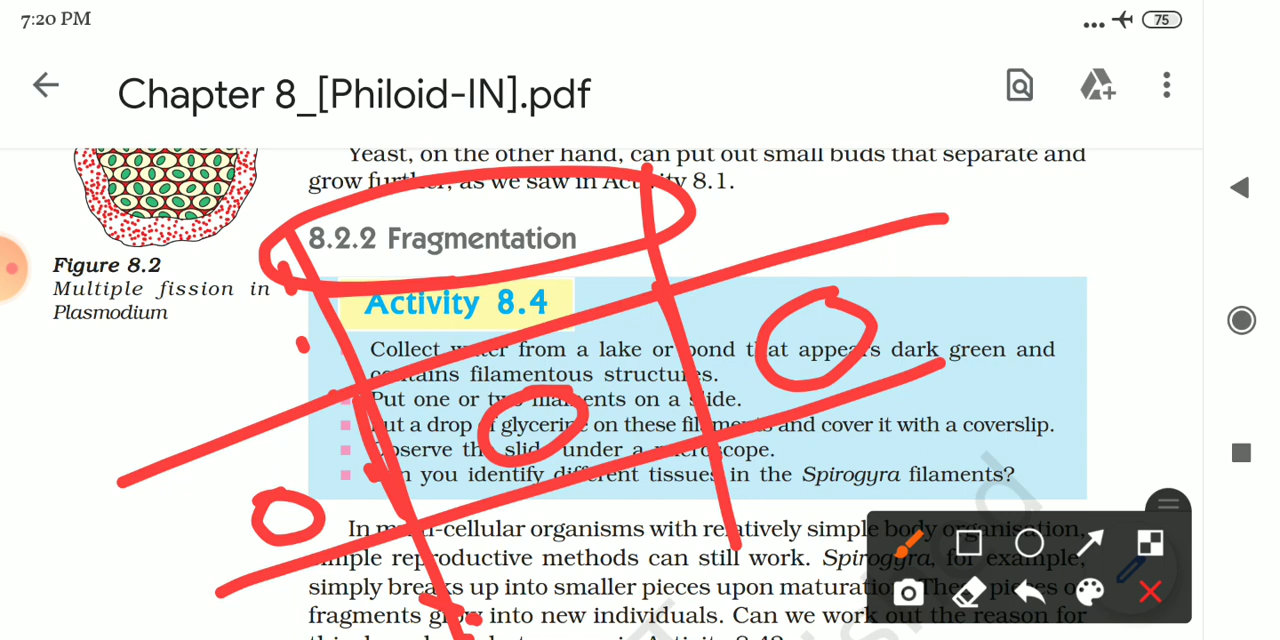 7:20 PM
75
Chapter 8_[Philoid-IN].pdf
Yeast, on the other hand, can put out small buds that separate and
grow further, as we saw in Activity 8.1.
8.2.2 Fragmentation
Figure 8.2
Multiple fission in
Plasmodium
Activity 8.4
Collect water from a lake or pond that appears dark green and
contains filamentous structures.
Put one or two filaments on a slide.
Put a drop of glycerine on these filaments and cover it with a coverslip.
Observe the slide under a microscope.
Can you identify different tissues in the Spirogyra filaments?
In multi-cellular organisms with relatively simple body organisation,
simple reproductive methods can still work. Spirogyra, for example,
simply breaks up into smaller pieces upon maturation. These pieces or
fragments grow into new individuals. Can we work out the reason for